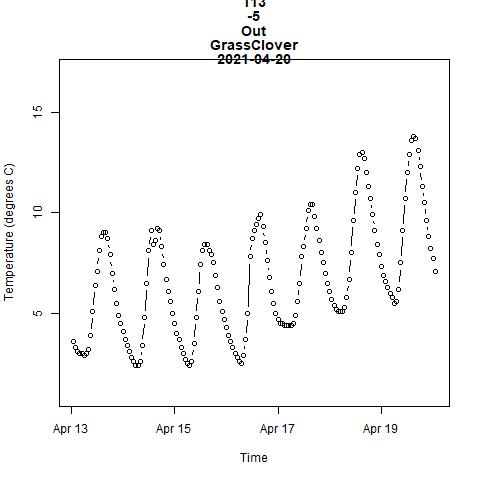 T13
-5
Out
GrassClover
2021-04-20
Temperature (degrees C)
15
10
5
Apr 13
Apr 15
Apr 17
Apr 19
Time